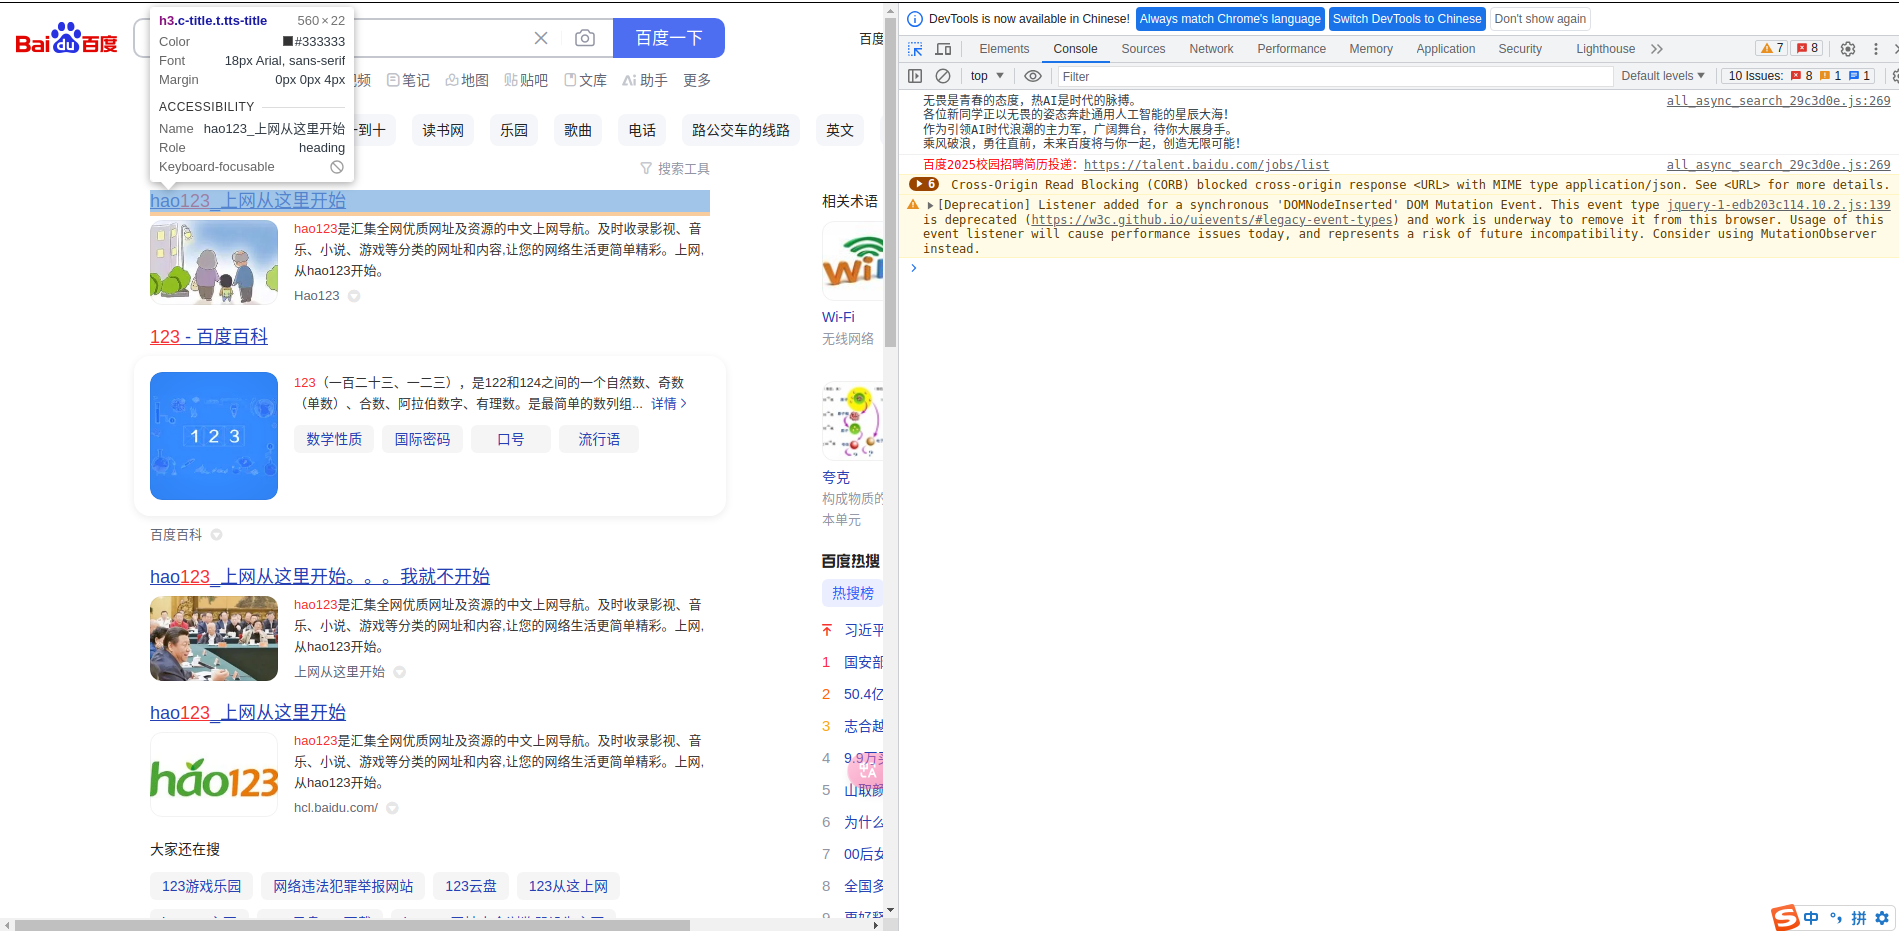 h3.c-title.t.tts-title 560×22
Color #333333
Font 18px Arial, sans-serif
Margin 0px 0px 4px
ACCESSIBILITY
Name hao123_上网从这里开始
Role heading
Keyboard-focusable
Bai du 百度
百度一下
百度
视频 笔记 地图 贴吧 文库 Ai 助手 更多
一到十 读书网 乐园 歌曲 电话 路公交车的线路 英文
搜索工具
hao123_上网从这里开始
hao123是汇集全网优质网址及资源的中文上网导航。及时收录影视、音
乐、小说、游戏等分类的网址和内容,让您的网络生活更简单精彩。上网,
从hao123开始。
Hao123
123 - 百度百科
1 2 3
123（一百二十三、一二三），是122和124之间的一个自然数、奇数
（单数）、合数、阿拉伯数字、有理数。是最简单的数列组... 详情
数学性质 国际密码 口号 流行语
百度百科
hao123_上网从这里开始。。。我就不开始
hao123是汇集全网优质网址及资源的中文上网导航。及时收录影视、音
乐、小说、游戏等分类的网址和内容,让您的网络生活更简单精彩。上网,
从hao123开始。
上网从这里开始
hao123_上网从这里开始
hao123
hao123是汇集全网优质网址及资源的中文上网导航。及时收录影视、音
乐、小说、游戏等分类的网址和内容,让您的网络生活更简单精彩。上网,
从hao123开始。
hcl.baidu.com/
大家还在搜
123游戏乐园 网络违法犯罪举报网站 123云盘 123从这上网
相关术语
Wi-Fi
无线网络
夸克
构成物质的
本单元
百度热搜
热搜榜
习近平
1 国安部
2 50.4亿
3 志合越
4 9.9万
5 山取颜
6 为什么
7 00后女
8 全国多
9
DevTools is now available in Chinese! Always match Chrome's language Switch DevTools to Chinese Don't show again
Elements Console Sources Network Performance Memory Application Security Lighthouse 7 8
top Filter Default levels 10 Issues: 8 1 1
无畏是青春的态度，热AI是时代的脉搏。 all_async_search_29c3d0e.js:269
各位新同学正以无畏的姿态奔赴通用人工智能的星辰大海！
作为引领AI时代浪潮的主力军，广阔舞台，待你大展身手。
乘风破浪，勇往直前，未来百度将与你一起，创造无限可能！
百度2025校园招聘简历投递：https://talent.baidu.com/jobs/list all_async_search_29c3d0e.js:269
6 Cross-Origin Read Blocking (CORB) blocked cross-origin response <URL> with MIME type application/json. See <URL> for more details.
[Deprecation] Listener added for a synchronous 'DOMNodeInserted' DOM Mutation Event. This event type jquery-1-edb203c114.10.2.js:139
is deprecated (https://w3c.github.io/uievents/#legacy-event-types) and work is underway to remove it from this browser. Usage of this
event listener will cause performance issues today, and represents a risk of future incompatibility. Consider using MutationObserver
instead.
S 中 °, 拼